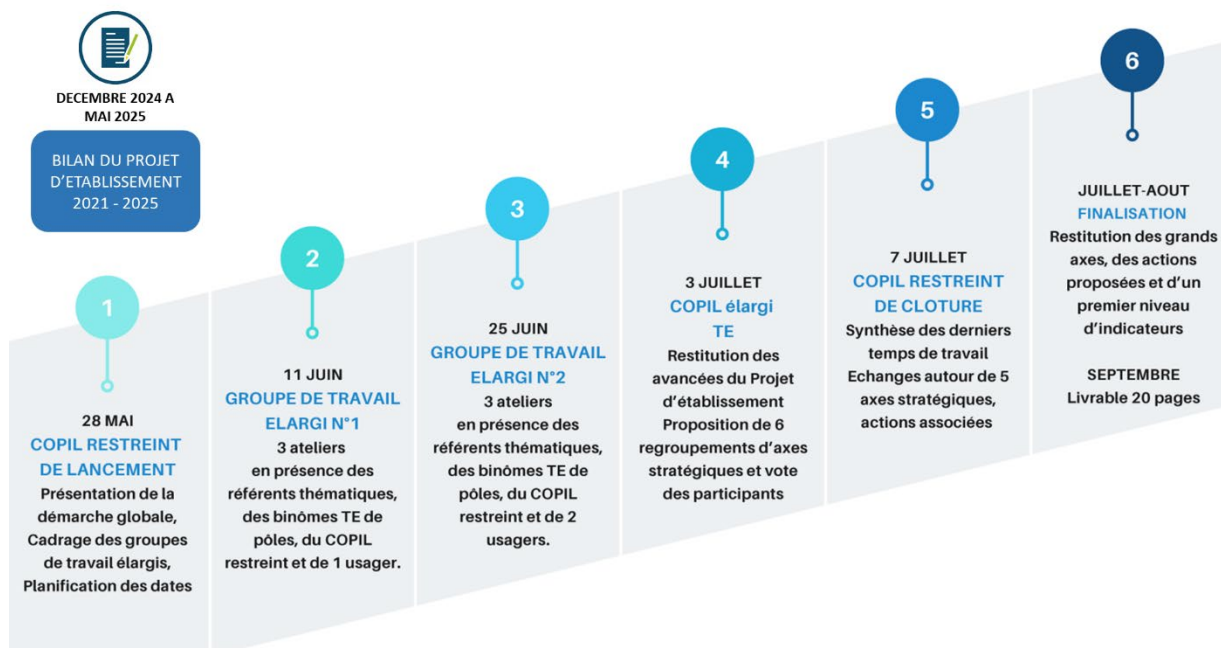 DECEMBRE 2024 A
MAI 2025
BILAN DU PROJET
D'ETABLISSEMENT
2021 - 2025
1
28 MAI
COPIL RESTREINT
DE LANCEMENT
Présentation de la
démarche globale,
Cadrage des groupes
de travail élargis,
Planification des dates
2
11 JUIN
GROUPE DE TRAVAIL
ELARGI N°1
3 ateliers
en présence des
référents thématiques,
des binômes TE de
pôles, du COPIL
restreint et de 1 usager.
3
25 JUIN
GROUPE DE TRAVAIL
ELARGI N°2
3 ateliers
en présence des
référents thématiques,
des binômes TE de
pôles, du COPIL
restreint et de 2
usagers.
4
3 JUILLET
COPIL élargi
TE
Restitution des
avancées du Projet
d'établissement
Proposition de 6
regroupements d'axes
stratégiques et vote
des participants
5
7 JUILLET
COPIL RESTREINT
DE CLOTURE
Synthèse des derniers
temps de travail
Echanges autour de 5
axes stratégiques,
actions associées
6
JUILLET-AOUT
FINALISATION
Restitution des grands
axes, des actions
proposées et d'un
premier niveau
d'indicateurs
SEPTEMBRE
Livrable 20 pages